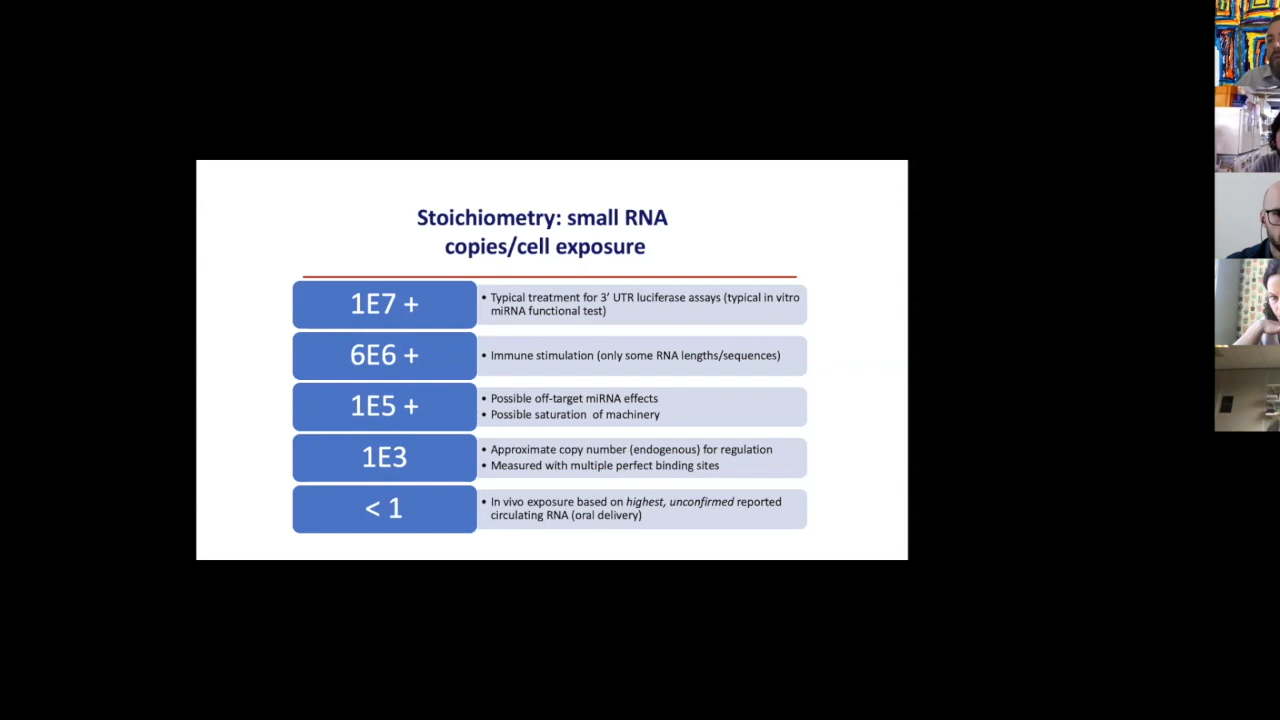 Stoichiometry: small RNA
copies/cell exposure
1E7 +
• Typical treatment for 3’ UTR luciferase assays (typical in vitro
miRNA functional test)
6E6 +
• Immune stimulation (only some RNA lengths/sequences)
1E5 +
• Possible off-target miRNA effects
• Possible saturation of machinery
1E3
• Approximate copy number (endogenous) for regulation
• Measured with multiple perfect binding sites
< 1
• In vivo exposure based on highest, unconfirmed reported
circulating RNA (oral delivery)